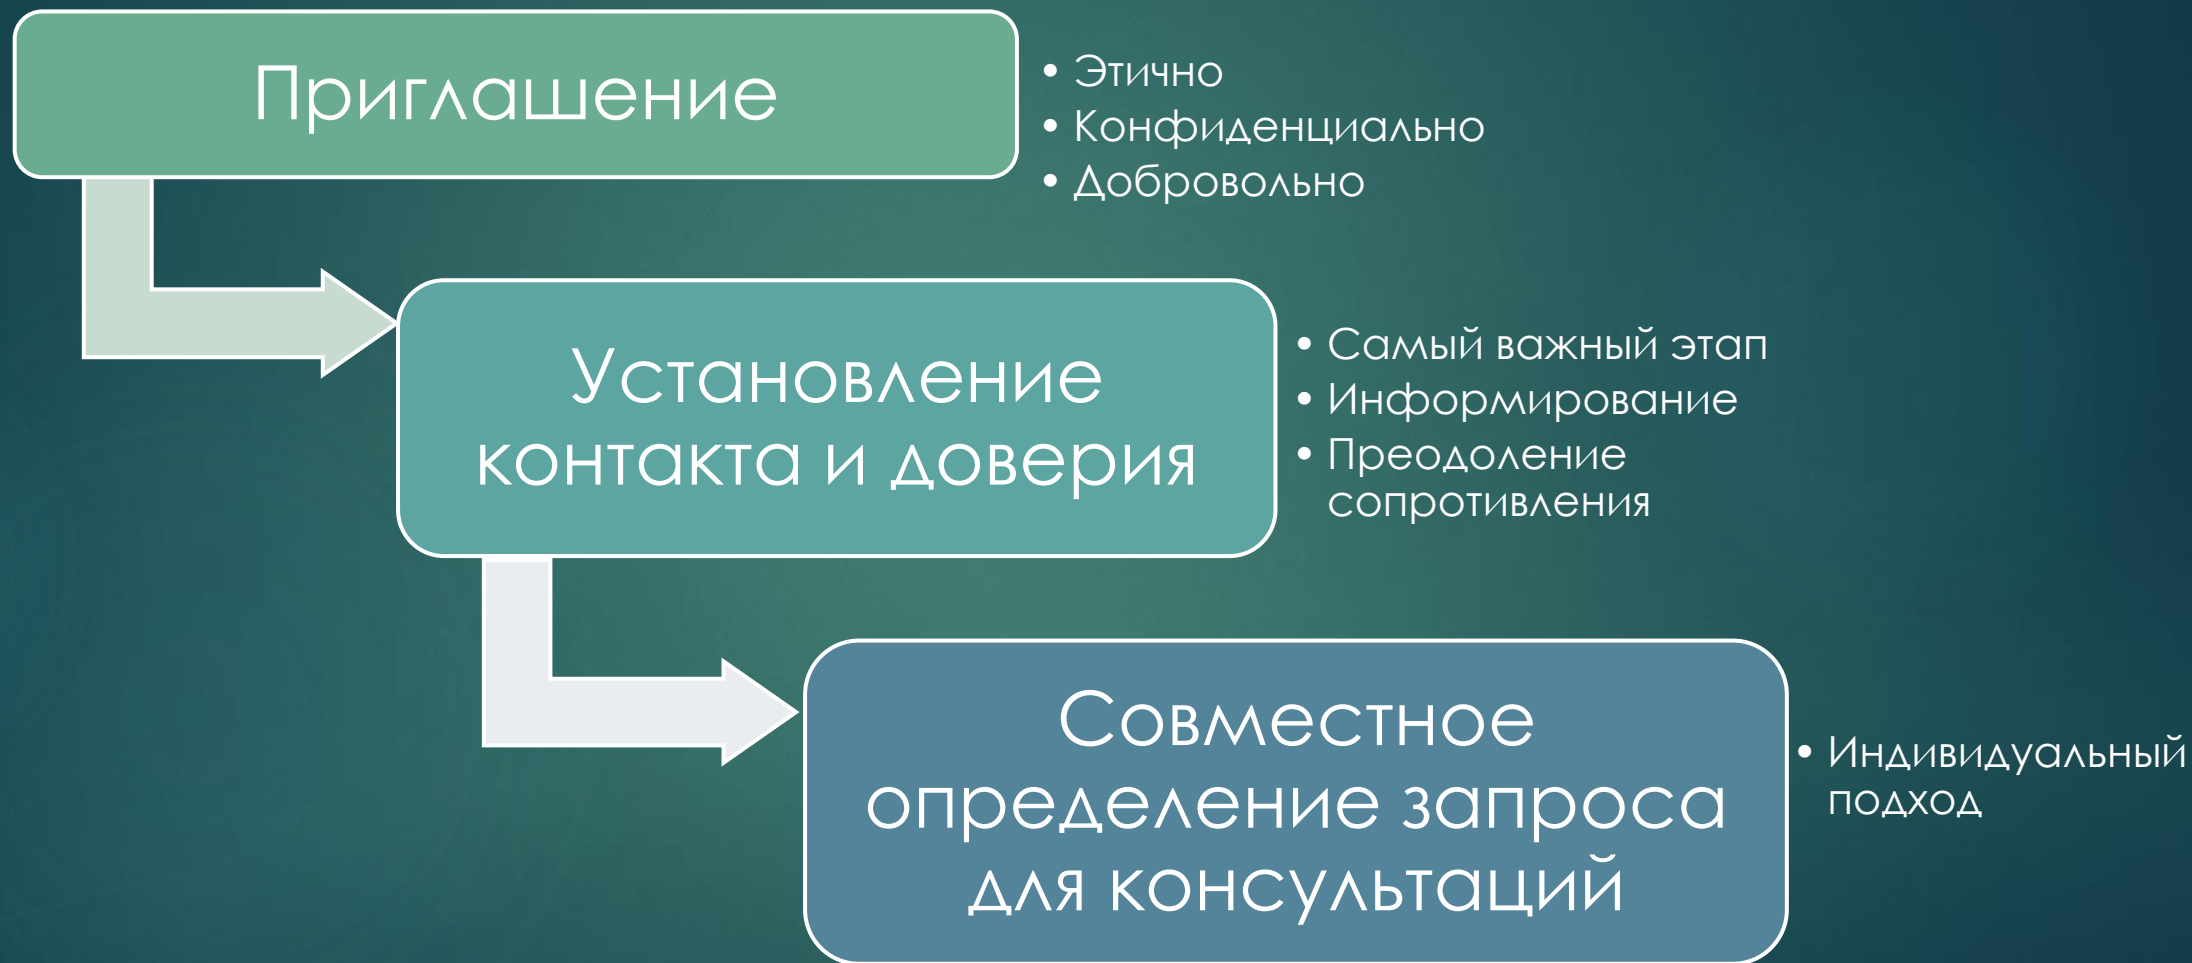 Приглашение
• Этично
• Конфиденциально
• Добровольно
Установление
контакта и доверия
• Самый важный этап
• Информирование
• Преодоление
сопротивления
Совместное
определение запроса
для консультаций
• Индивидуальный
подход